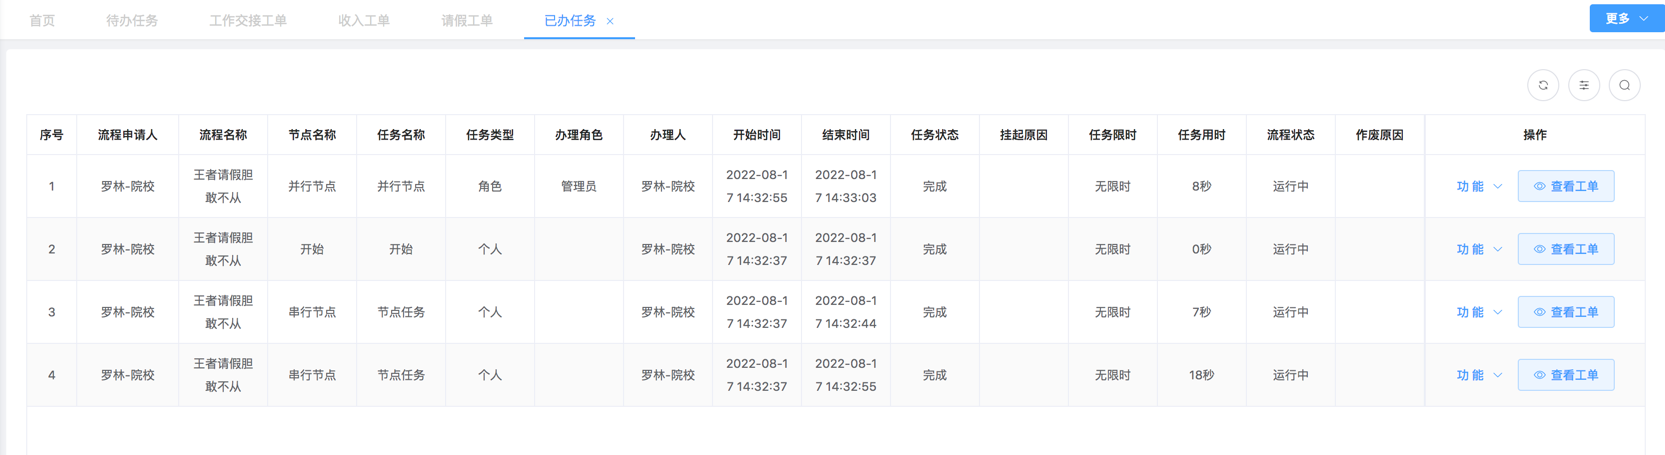 首页 待办任务 工作交接工单 收入工单 请假工单 已办任务 ×
更多
序号 流程申请人 流程名称 节点名称 任务名称 任务类型 办理角色 办理人 开始时间 结束时间 任务状态 挂起原因 任务限时 任务用时 流程状态 作废原因 操作
1 罗林-院校 王者请假胆敢不从 并行节点 并行节点 角色 管理员 罗林-院校 2022-08-17 14:32:55 2022-08-17 14:33:03 完成 无限时 8秒 运行中 功 能 查看工单
2 罗林-院校 王者请假胆敢不从 开始 开始 个人 罗林-院校 2022-08-17 14:32:37 2022-08-17 14:32:37 完成 无限时 0秒 运行中 功 能 查看工单
3 罗林-院校 王者请假胆敢不从 串行节点 节点任务 个人 罗林-院校 2022-08-17 14:32:37 2022-08-17 14:32:44 完成 无限时 7秒 运行中 功 能 查看工单
4 罗林-院校 王者请假胆敢不从 串行节点 节点任务 个人 罗林-院校 2022-08-17 14:32:37 2022-08-17 14:32:55 完成 无限时 18秒 运行中 功 能 查看工单